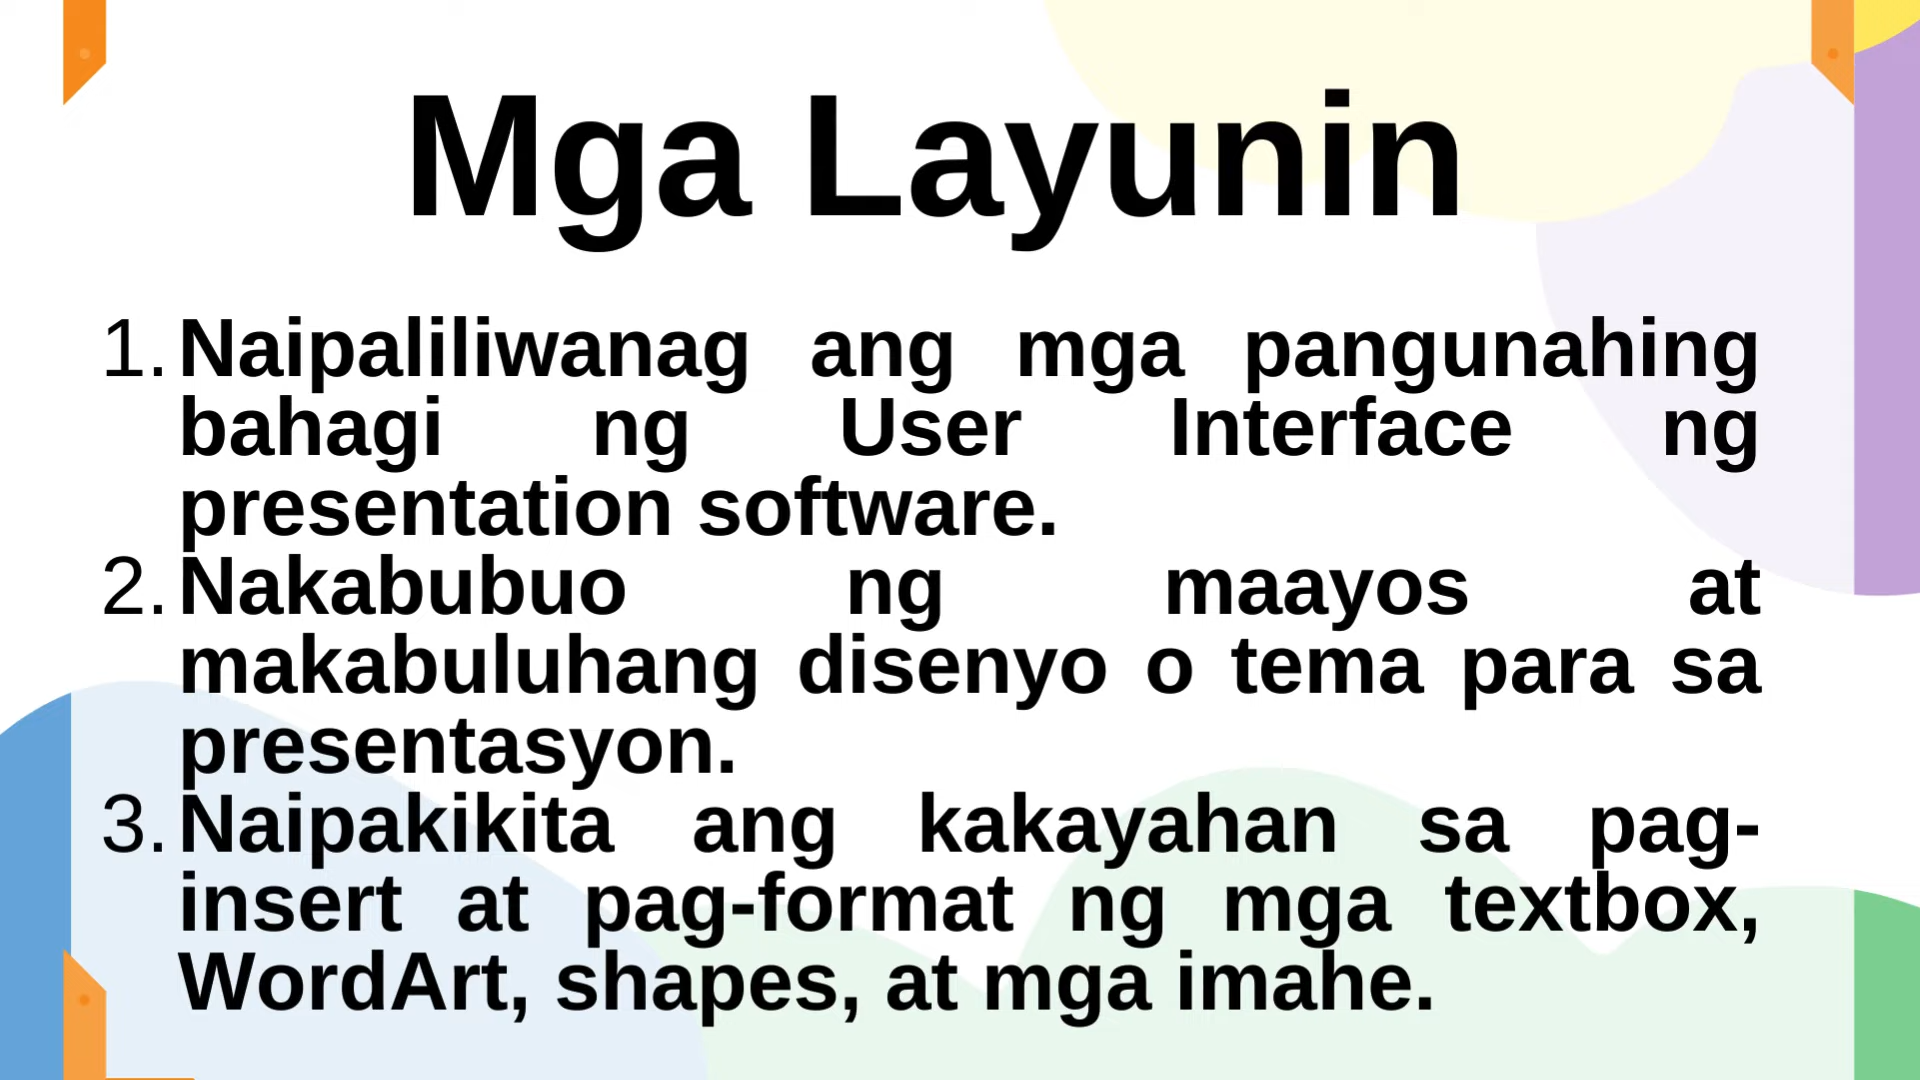 Mga Layunin
1. Naipaliliwanag ang mga pangunahing
bahagi ng User Interface ng
presentation software.
2. Nakabubuo ng maayos at
makabuluhang disenyo o tema para sa
presentasyon.
3. Naipakikita ang kakayahan sa pag-
insert at pag-format ng mga textbox,
WordArt, shapes, at mga imahe.